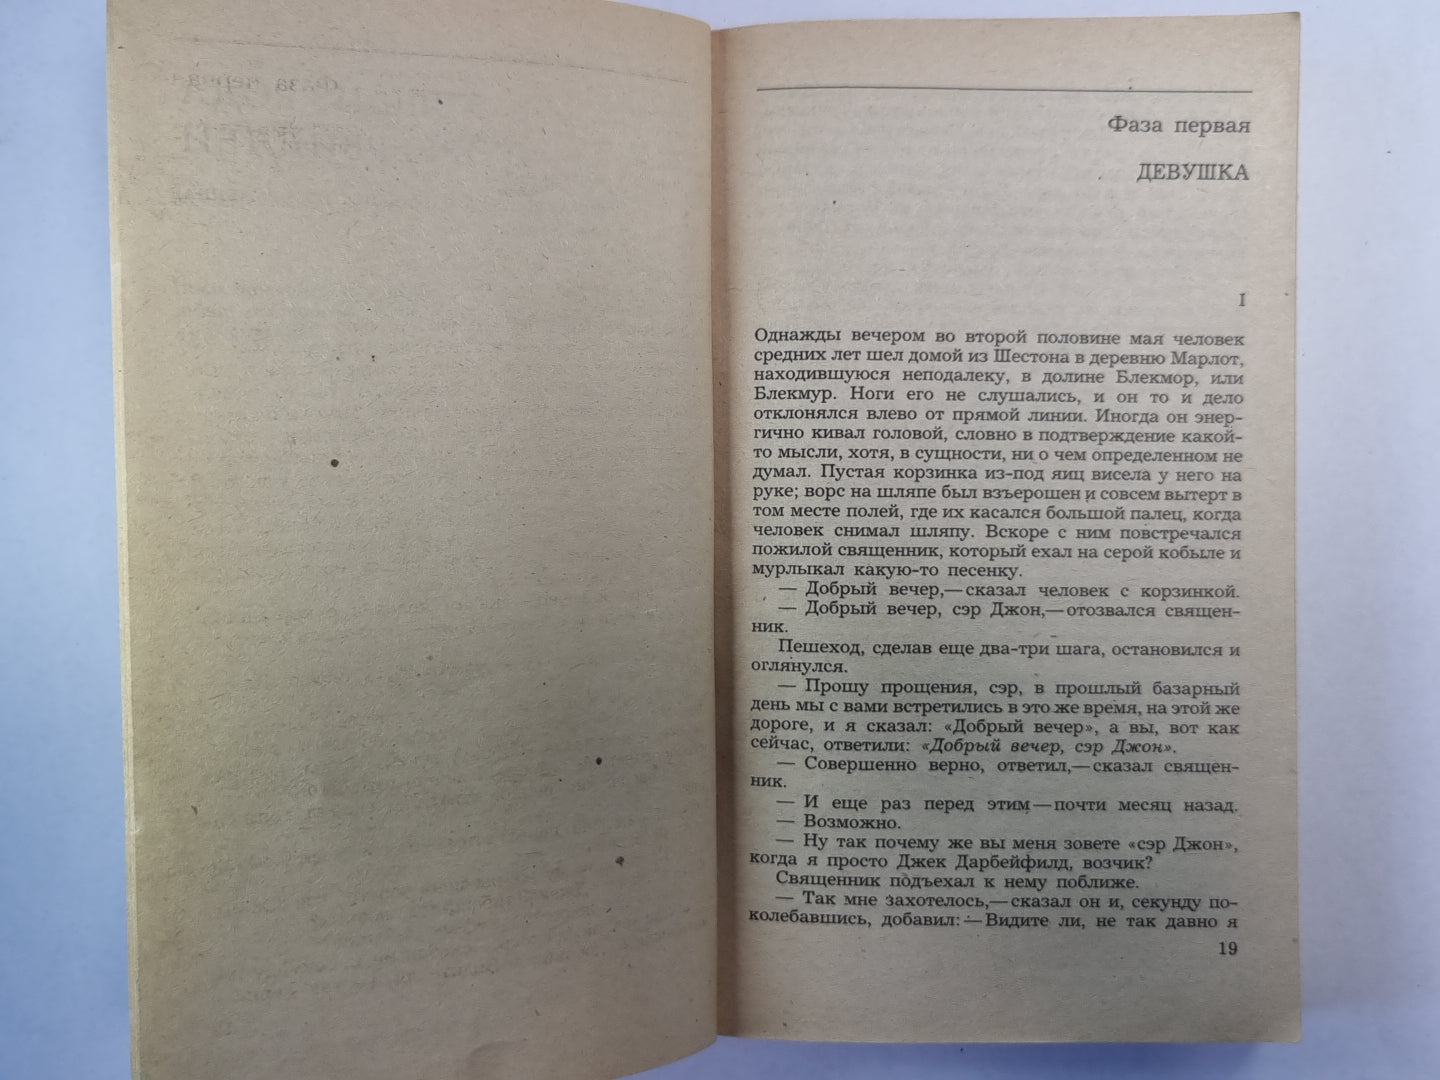 Фаза первая
ДЕВУШКА
I
Однажды вечером во второй половине мая человек
средних лет шел домой из Шестона в деревню Марлот,
находившуюся неподалеку, в долине Блекмор, или
Блекмур. Ноги его не слушались, и он то и дело
отклонялся влево от прямой линии. Иногда он энер-
гично кивал головой, словно в подтверждение какой-
то мысли, хотя, в сущности, ни о чем определенном не
думал. Пустая корзинка из-под яиц висела у него на
руке; ворс на шляпе был взъерошен и совсем вытерт в
том месте полей, где их касался большой палец, когда
человек снимал шляпу. Вскоре с ним повстречался
пожилой священник, который ехал на серой кобыле и
мурлыкал какую-то песенку.
— Добрый вечер,— сказал человек с корзинкой.
— Добрый вечер, сэр Джон,— отозвался священ-
ник.
Пешеход, сделав еще два-три шага, остановился и
оглянулся.
— Прошу прощения, сэр, в прошлый базарный
день мы с вами встретились в это же время, на этой же
дороге, и я сказал: «Добрый вечер», а вы, вот как
сейчас, ответили: «Добрый вечер, сэр Джон».
— Совершенно верно, ответил,— сказал священ-
ник.
— И еще раз перед этим — почти месяц назад.
— Возможно.
— Ну так почему же вы меня зовете «сэр Джон»,
когда я просто Джек Дарбейфилд, возчик?
Священник подъехал к нему поближе.
— Так мне захотелось,— сказал он и, секунду по-
колебавшись, добавил: — Видите ли, не так давно я
19